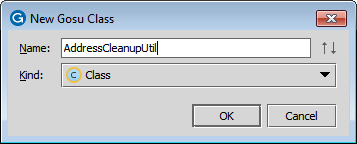 New Gosu Class
Name: AddressCleanupUtil
Kind: C Class
OK Cancel